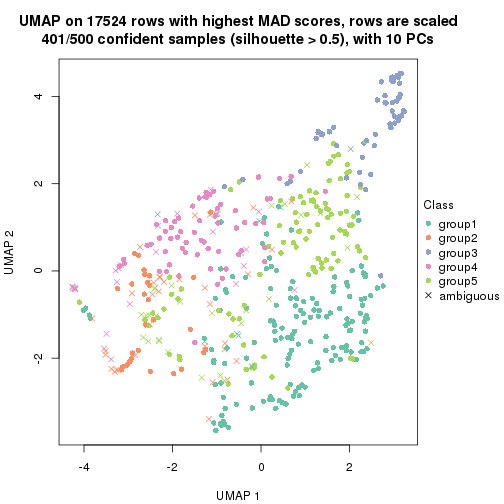 UMAP on 17524 rows with highest MAD scores, rows are scaled
401/500 confident samples (silhouette > 0.5), with 10 PCs
4
2
0
-2
UMAP 2
-4
-2
0
2
UMAP 1
Class
group1
group2
group3
group4
group5
ambiguous